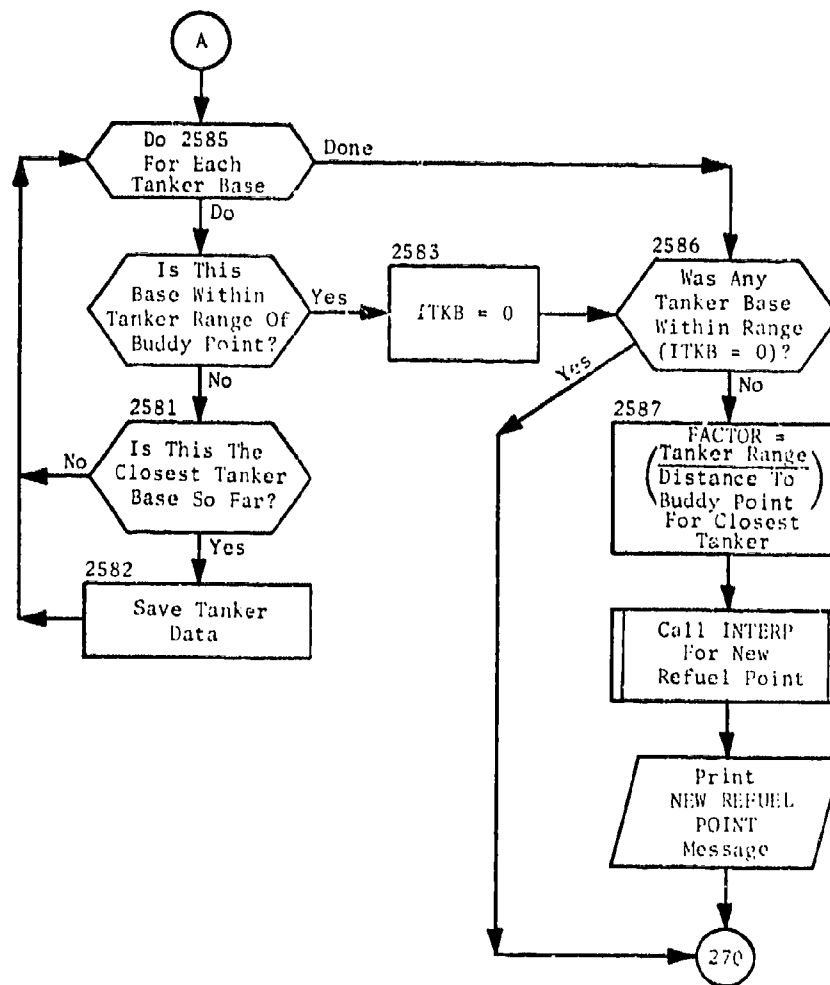 A
Do 2585
For Each
Tanker Base
Done
Do
Is This
Base Within
Tanker Range Of
Buddy Point?
Yes
No
2583
ITKB = 0
2586
Was Any
Tanker Base
Within Range
(ITKB = 0)?
Yes
No
2581
Is This The
Closest Tanker
Base So Far?
No
Yes
2582
Save Tanker
Data
2587
FACTOR =
(Tanker Range
Distance To
Buddy Point)
For Closest
Tanker
Call INTERP
For New
Refuel Point
Print
NEW REFUEL
POINT
Message
270